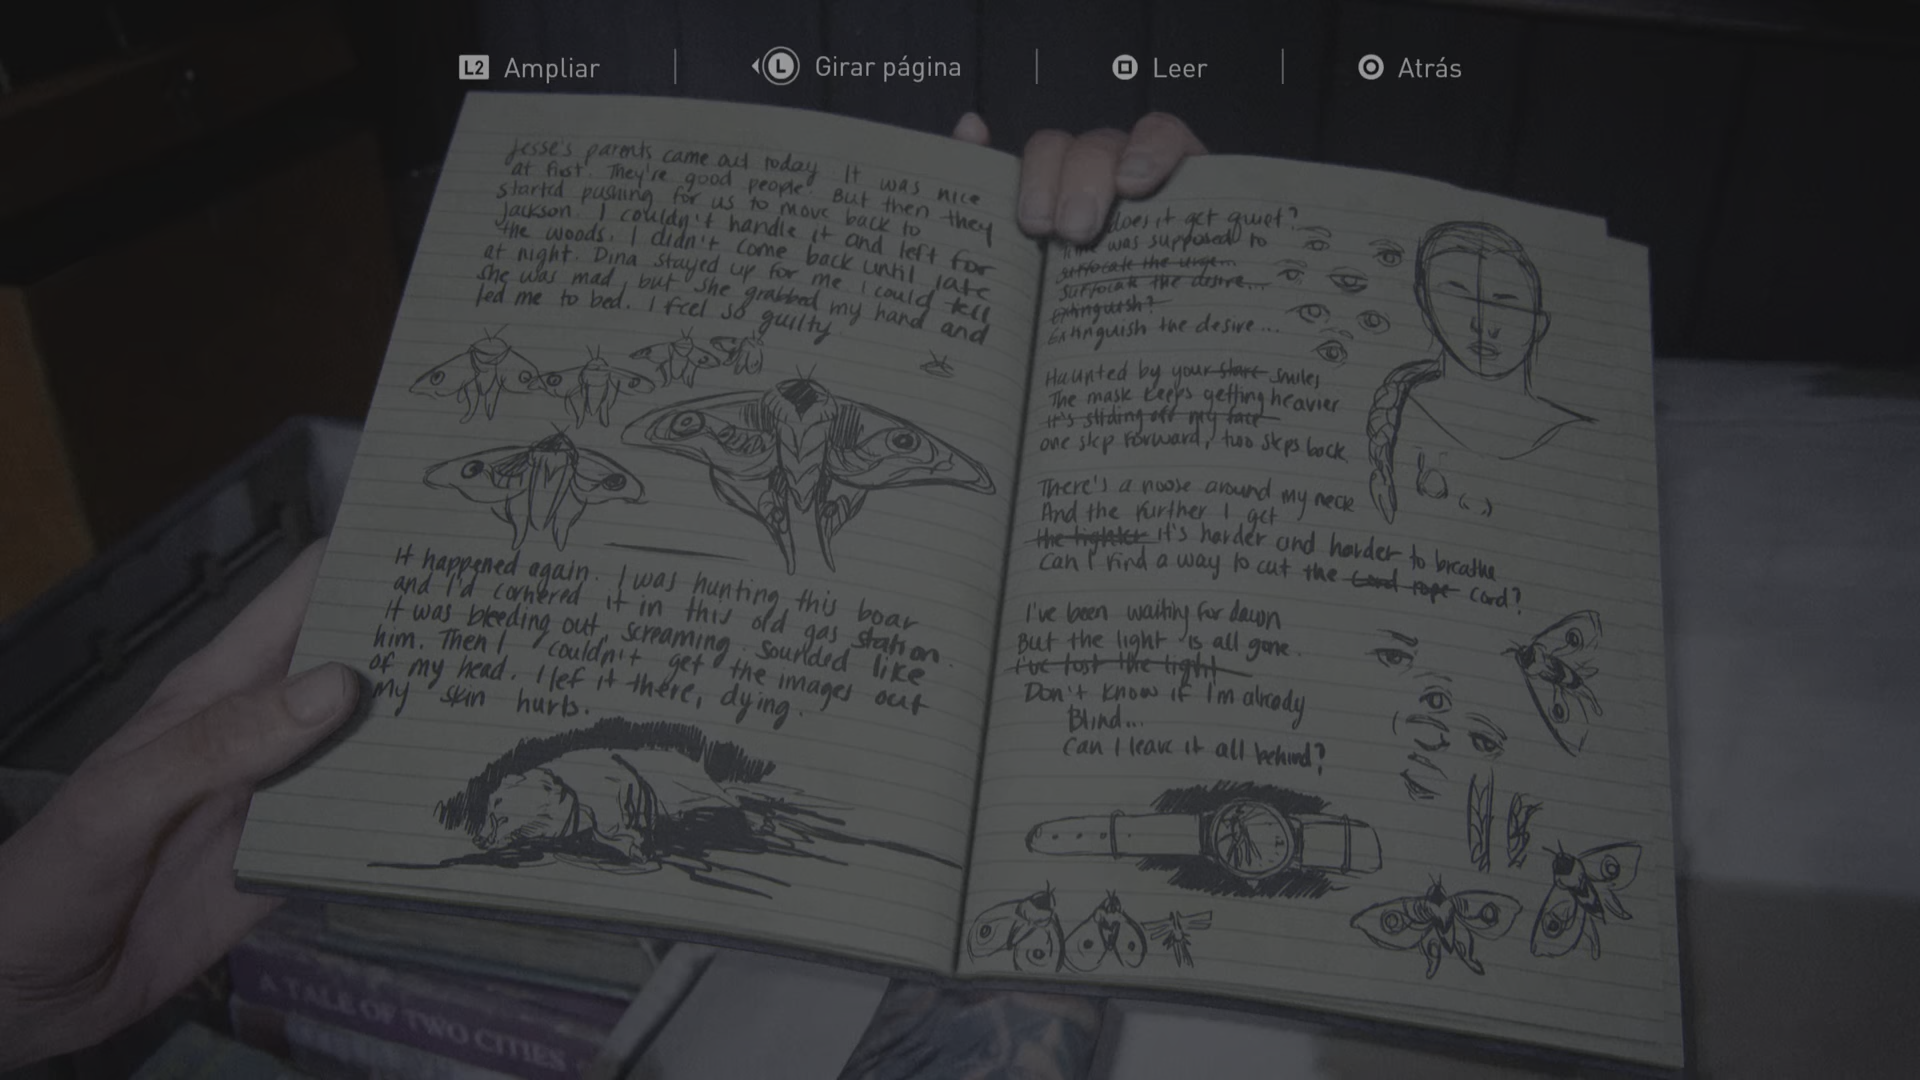 L2 Ampliar
L Girar página
Leer
Atrás
Jesse's parents came out today. It was nice
at first. They're good people. But then they
started pushing for us to move back to
Jackson. I couldn't handle it and left for
the woods. I didn't come back until late
at night. Dina stayed up for me. I could tell
she was mad, but she grabbed my hand and
led me to bed. I feel so guilty
It happened again. I was hunting this boar
and I'd cornered it in this old gas station.
It was bleeding out, screaming. Sounded like
him. Then I couldn't get the images out
of my head. I lef it there, dying.
My skin hurts.
does it get quiet?
was supposed to
suffocate the urge...
suffocate the desire...
extinguish?
Extinguish the desire...
Haunted by your stare smiles
The mask keeps getting heavier
It's sliding off my face
one step forward, two steps back
There's a noose around my neck
And the further I get
the tighter it's harder and harder to breathe
Can I find a way to cut the cord rope cord?
I've been waiting for dawn
But the light is all gone.
I've lost the light
Don't know if I'm already
Blind...
Can I leave it all behind?
A TALE OF TWO CITIES